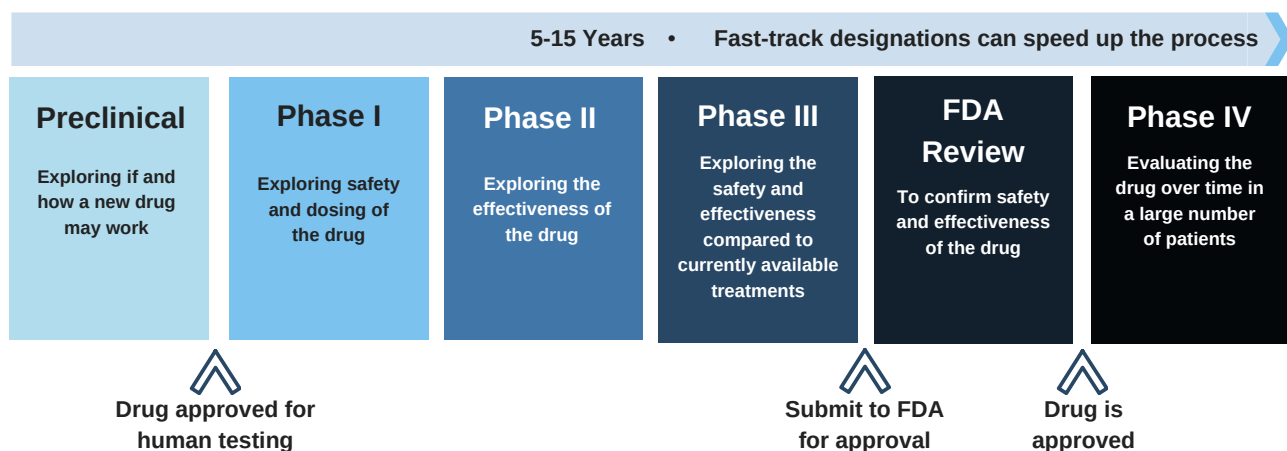 5-15 Years • Fast-track designations can speed up the process
Preclinical
Exploring if and
how a new drug
may work
Phase I
Exploring safety
and dosing of
the drug
Phase II
Exploring the
effectiveness of
the drug
Phase III
Exploring the
safety and
effectiveness
compared to
currently available
treatments
FDA
Review
To confirm safety
and effectiveness
of the drug
Phase IV
Evaluating the
drug over time in
a large number
of patients
Drug approved for
human testing
Submit to FDA
for approval
Drug is
approved